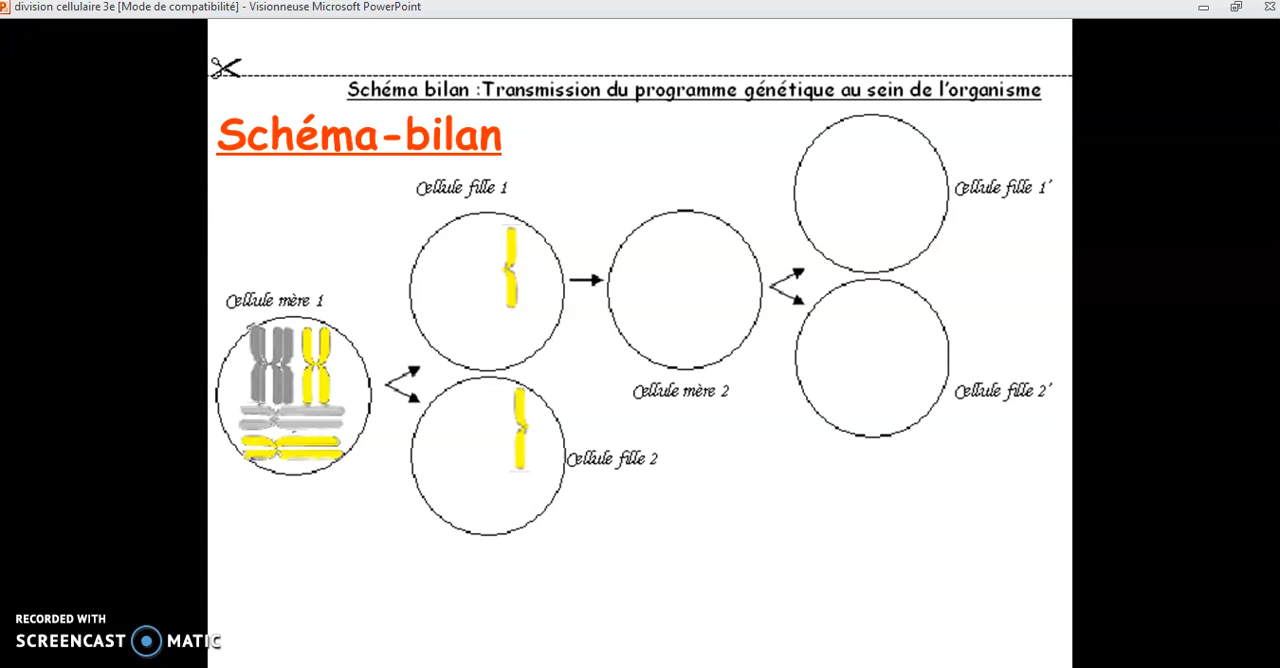 division cellulaire 3e [Mode de compatibilité] - Visionneuse Microsoft PowerPoint
Schéma bilan :Transmission du programme génétique au sein de l'organisme
Schéma-bilan
Cellule fille 1
Cellule fille 1'
Cellule mère 1
Cellule mère 2
Cellule fille 2'
Cellule fille 2
RECORDED WITH
SCREENCAST MATIC